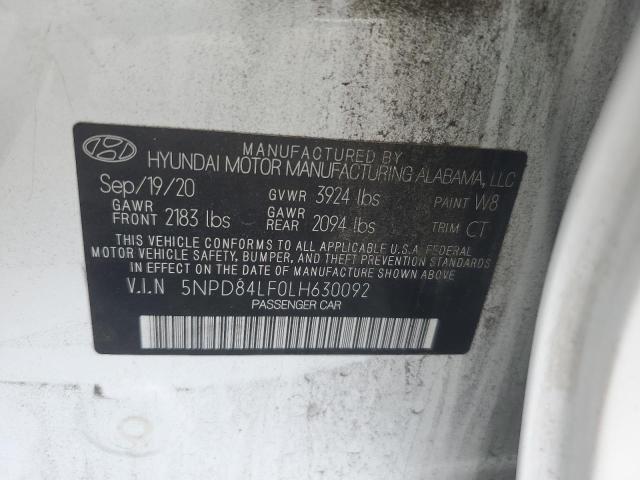 MANUFACTURED BY
HYUNDAI MOTOR MANUFACTURING ALABAMA, LLC
Sep/19/20 GVWR 3924 lbs PAINT W8
GAWR FRONT 2183 lbs GAWR REAR 2094 lbs TRIM CT
THIS VEHICLE CONFORMS TO ALL APPLICABLE U.S.A. FEDERAL
MOTOR VEHICLE SAFETY, BUMPER, AND THEFT PREVENTION STANDARDS
IN EFFECT ON THE DATE OF MANUFACTURE SHOWN ABOVE.
V.I.N 5NPD84LF0LH630092
PASSENGER CAR